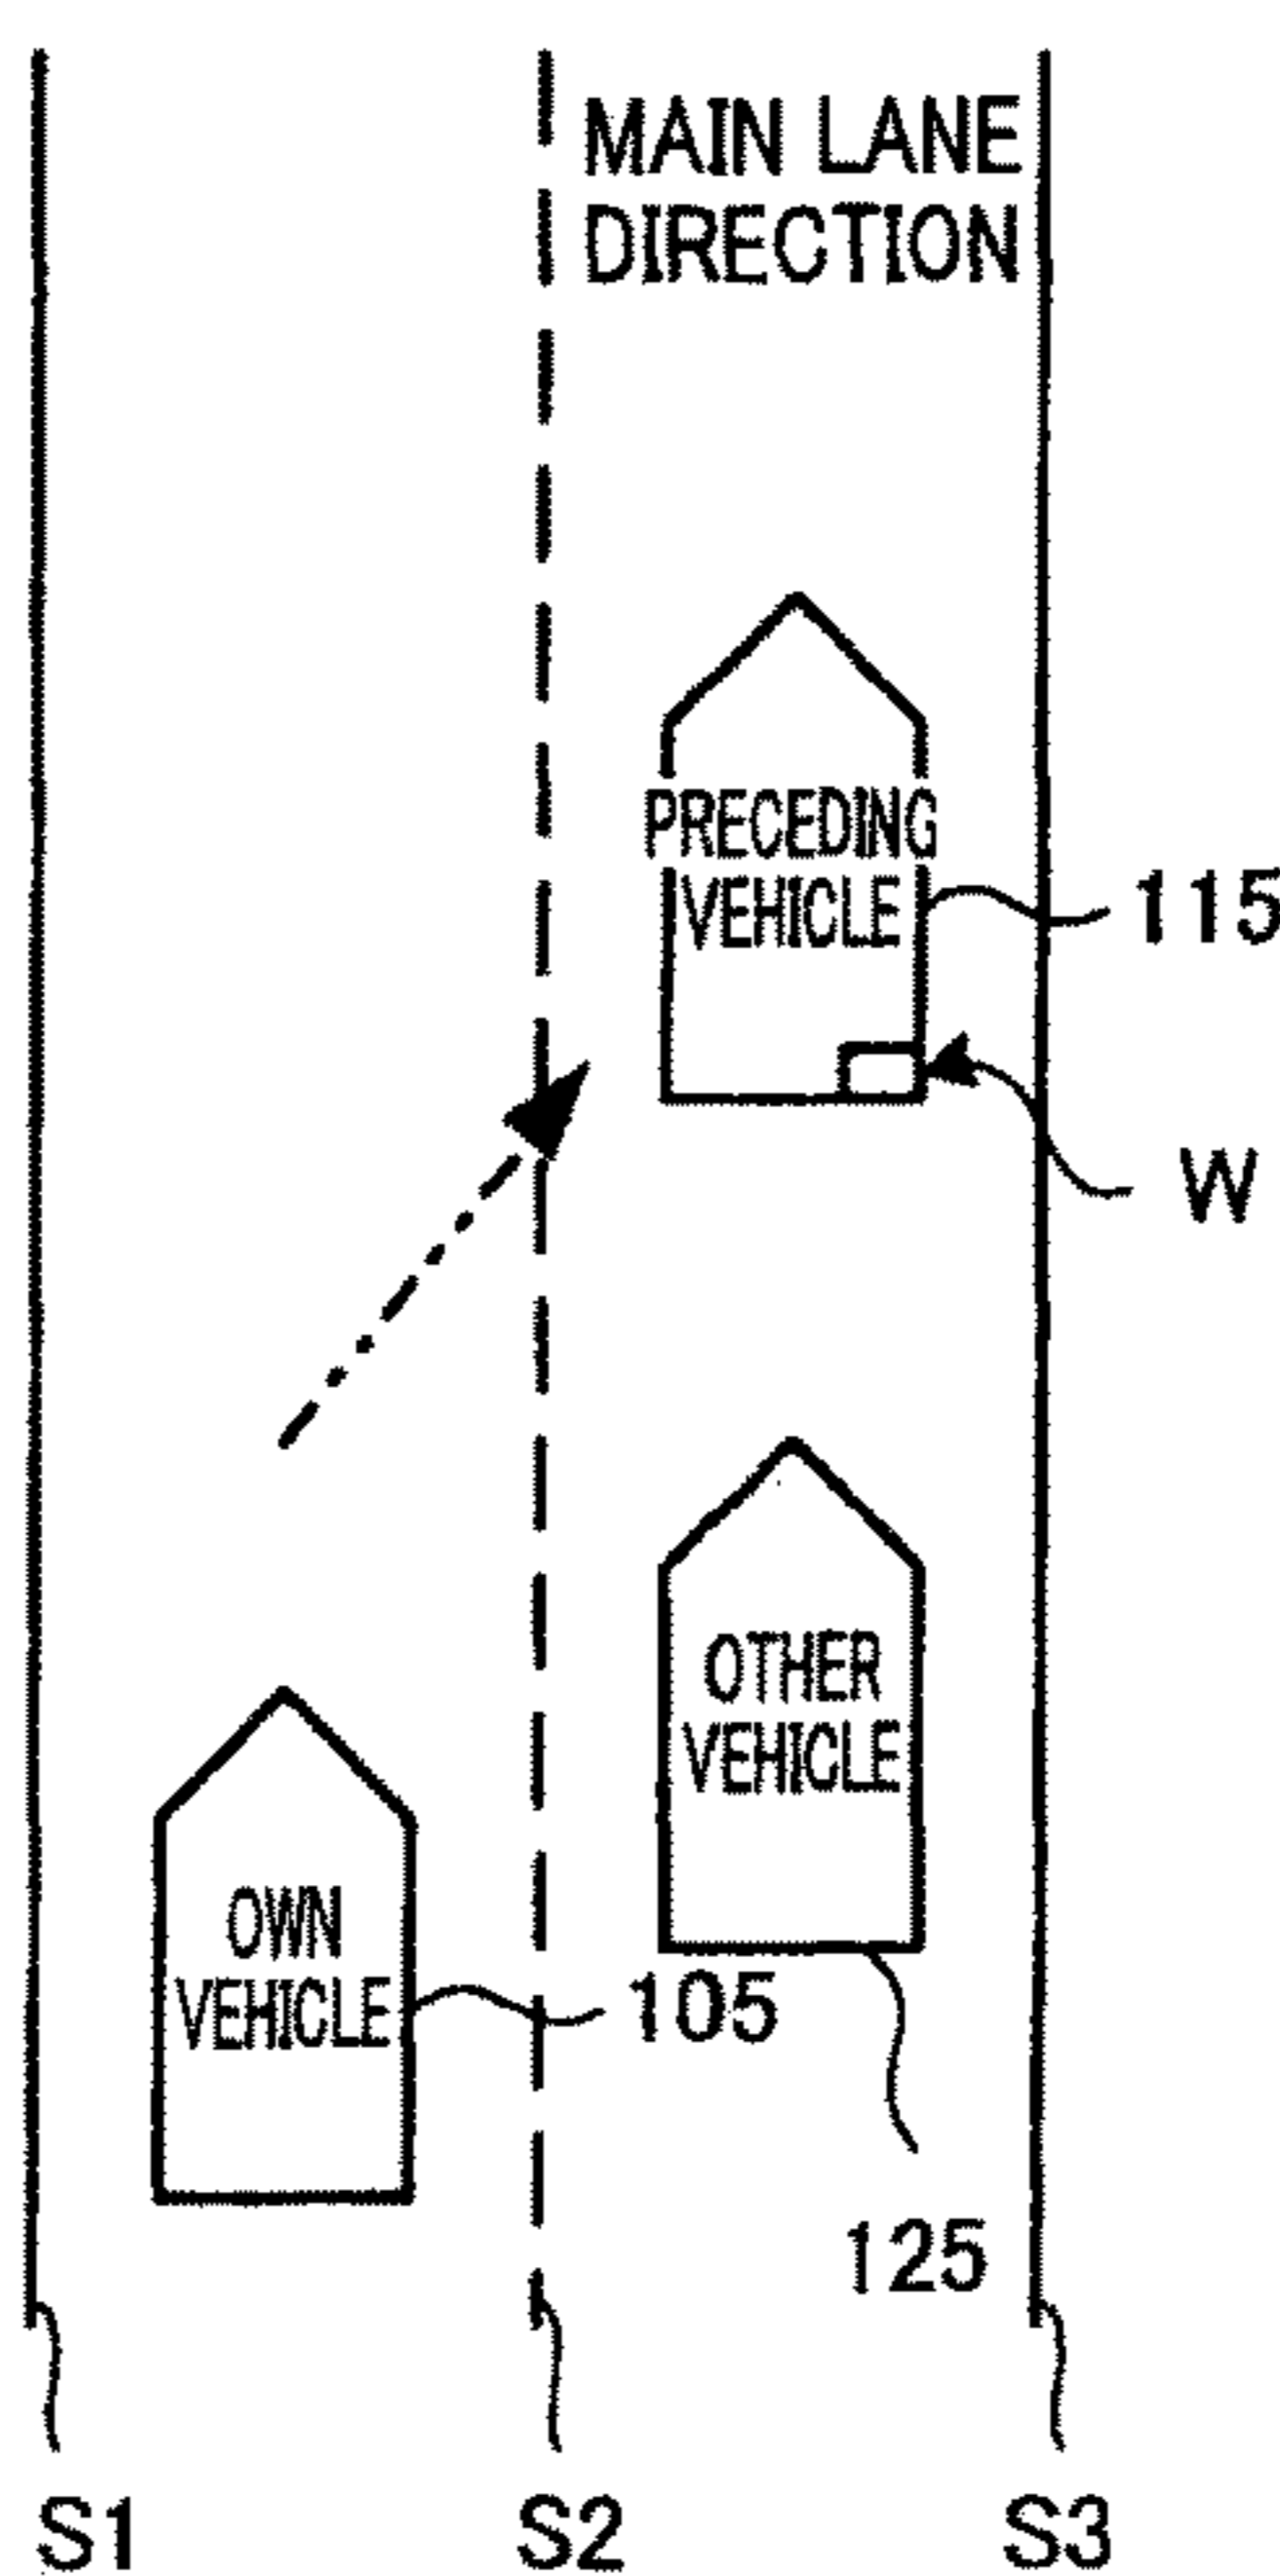 MAIN LANE
DIRECTION
PRECEDING
VEHICLE
115
W
OTHER
VEHICLE
OWN
VEHICLE
105
125
S1
S2
S3